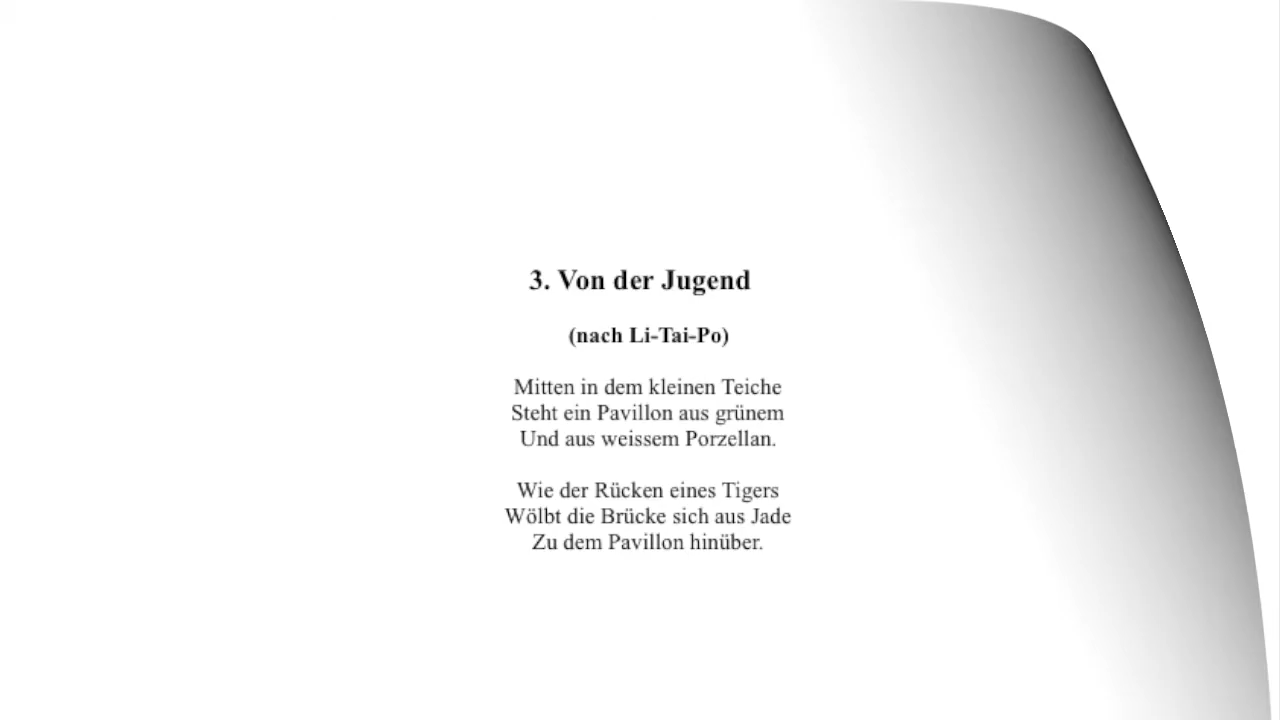 3. Von der Jugend
(nach Li-Tai-Po)
Mitten in dem kleinen Teiche
Steht ein Pavillon aus grünem
Und aus weissem Porzellan.
Wie der Rücken eines Tigers
Wölbt die Brücke sich aus Jade
Zu dem Pavillon hinüber.